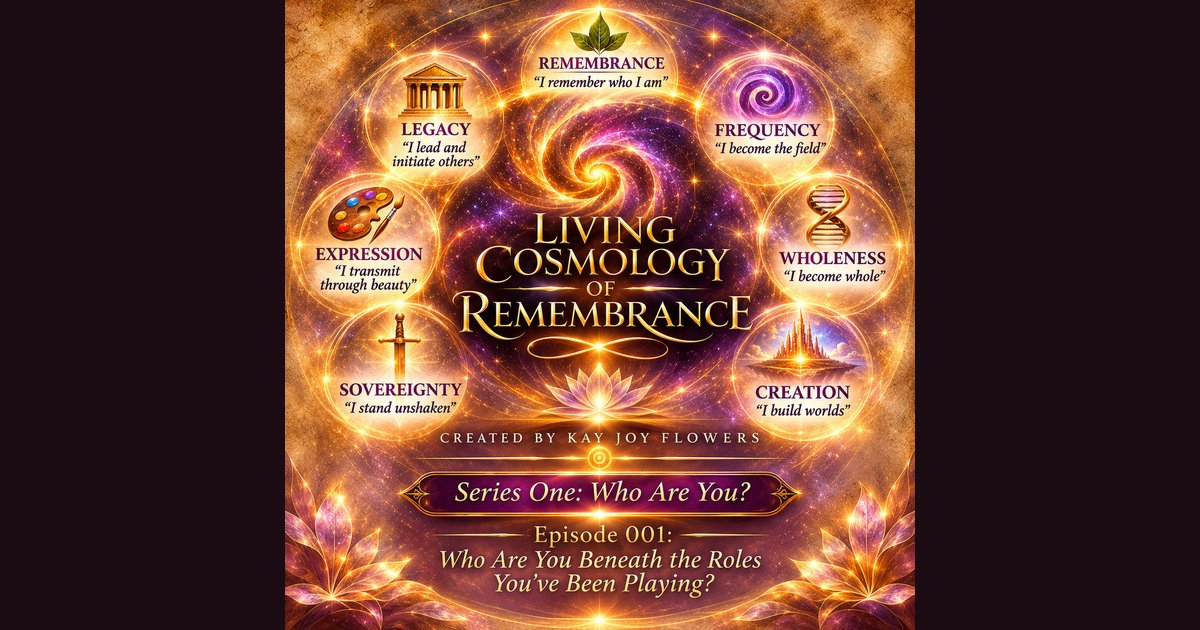 REMEMBRANCE
“I remember who I am”
LEGACY
“I lead and
initiate others”
FREQUENCY
“I become the field”
EXPRESSION
“I transmit
through beauty”
WHOLENESS
“I become whole”
SOVEREIGNTY
“I stand unshaken”
CREATION
“I build worlds”
LIVING
COSMOLOGY
OF
REMEMBRANCE
CREATED BY KAY JOY FLOWERS
Series One: Who Are You?
Episode 001:
Who Are You Beneath the Roles
You’ve Been Playing?